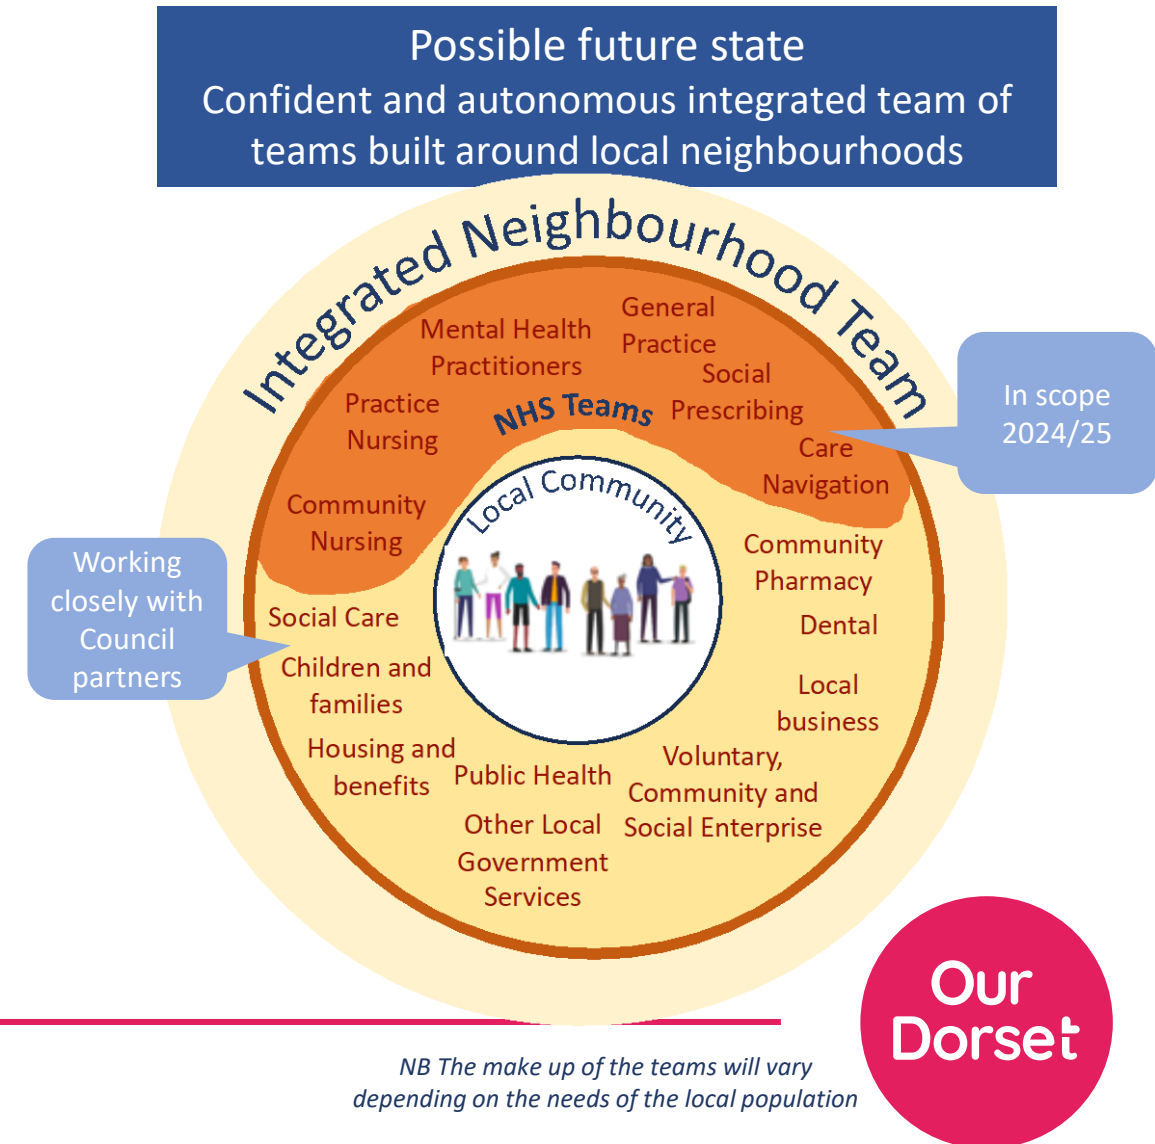 Possible future state
Confident and autonomous integrated team of
teams built around local neighbourhoods
Integrated Neighbourhood Team
General
Practice
Mental Health
Practitioners
Social
Prescribing
Practice
Nursing
NHS Teams
Care
Navigation
In scope
2024/25
Community
Nursing
Local Community
Community
Pharmacy
Working
closely with
Council
partners
Social Care
Dental
Children and
families
Local
business
Housing and
benefits
Public Health
Voluntary,
Community and
Social Enterprise
Other Local
Government
Services
Our
Dorset
NB The make up of the teams will vary
depending on the needs of the local population